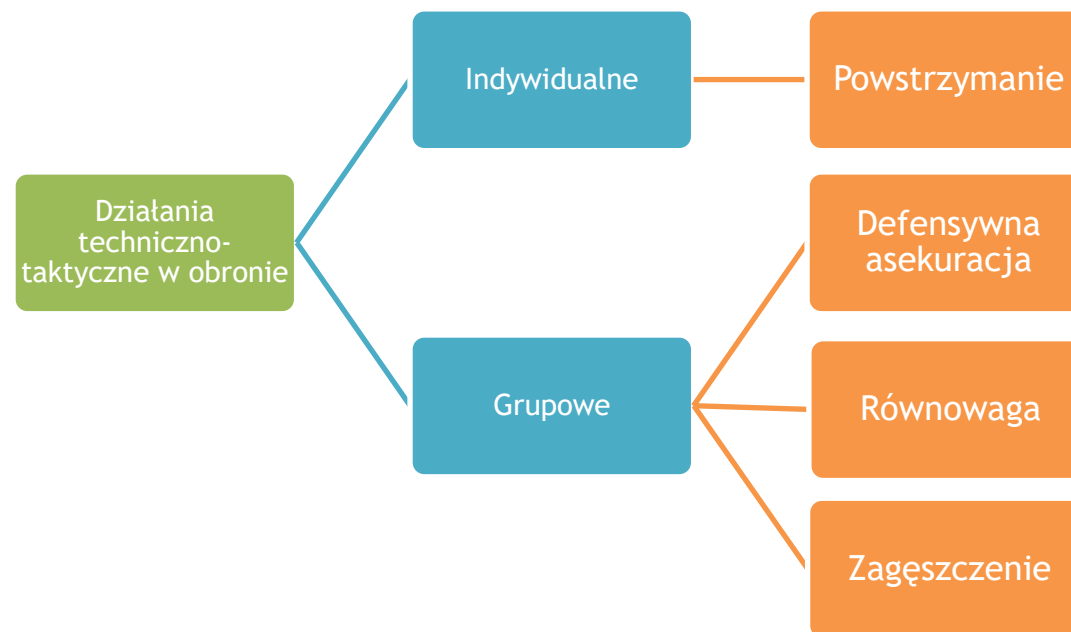 Indywidualne
Powstrzymanie
Działania
techniczno-
taktyczne w obronie
Defensywna
asekuracja
Grupowe
Równowaga
Zagęszczenie